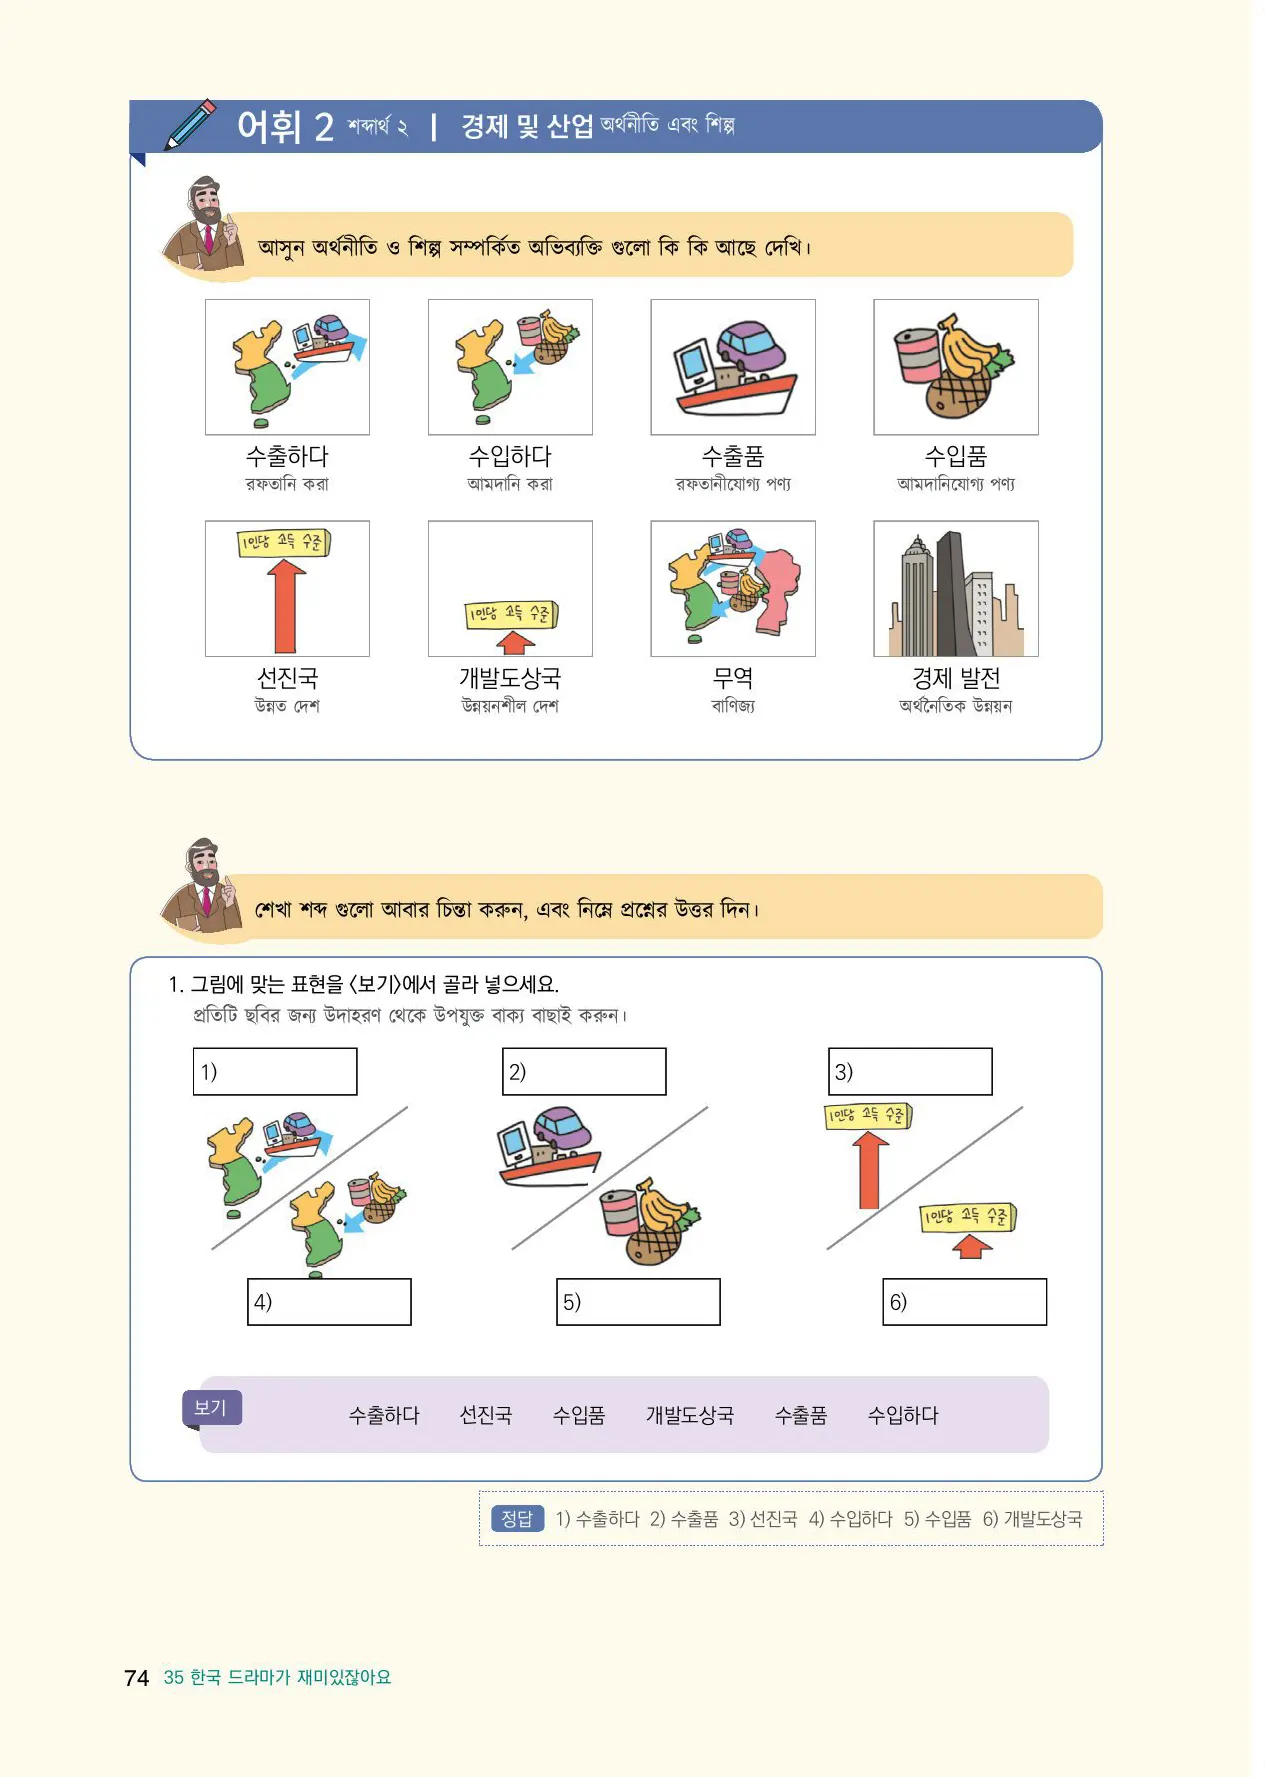 어휘 2 শব্দার্থ ২ | 경제 및 산업 অর্থনীতি এবং শিল্প
আসুন অর্থনীতি ও শিল্প সম্পর্কিত অভিব্যক্তি গুলো কি কি আছে দেখি।
수출하다 수입하다 수출품 수입품
রফতানি করা আমদানি করা রফতানীযোগ্য পণ্য আমদানিযোগ্য পণ্য
1인당 소득 수준
1인당 소득 수준
선진국 개발도상국 무역 경제 발전
উন্নত দেশ উন্নয়নশীল দেশ বাণিজ্য অর্থনৈতিক উন্নয়ন
শেখা শব্দ গুলো আবার চিন্তা করুন, এবং নিম্নে প্রশ্নের উত্তর দিন।
1. 그림에 맞는 표현을 〈보기〉에서 골라 넣으세요.
প্রতিটি ছবির জন্য উদাহরণ থেকে উপযুক্ত বাক্য বাছাই করুন।
1) 2) 3)
1인당 소득 수준
1인당 소득 수준
4) 5) 6)
보기 수출하다 선진국 수입품 개발도상국 수출품 수입하다
정답 1) 수출하다 2) 수출품 3) 선진국 4) 수입하다 5) 수입품 6) 개발도상국
74 35 한국 드라마가 재미있잖아요